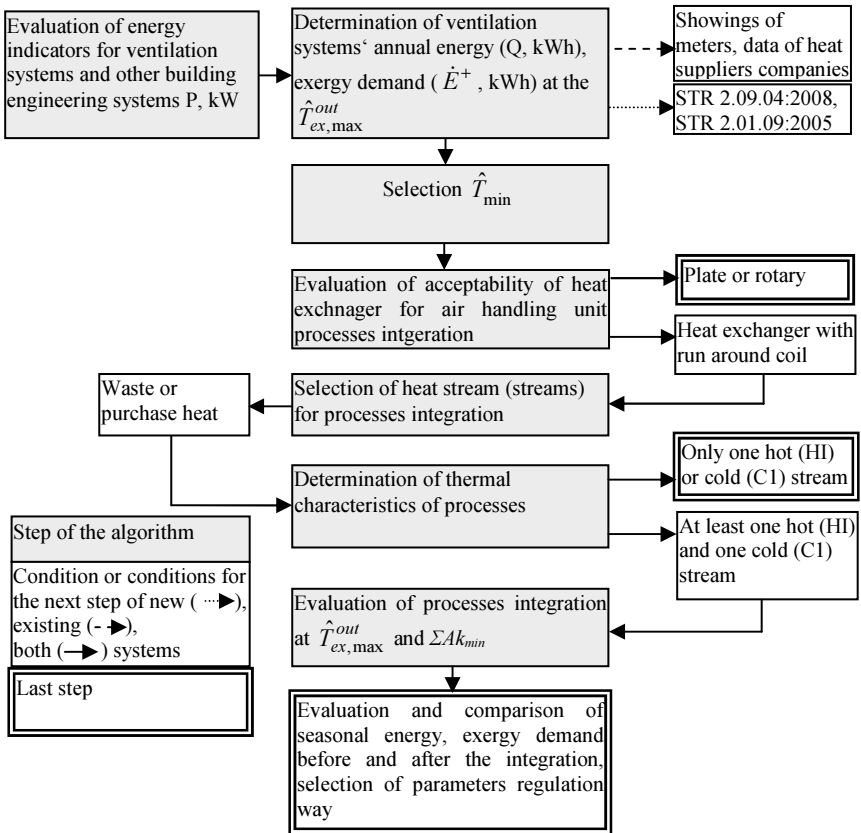 Evaluation of energy
indicators for ventilation
systems and other building
engineering systems P, kW
Determination of ventilation
systems‘ annual energy (Q, kWh),
exergy demand ( Ė⁺ , kWh) at the
T̂ᵒᵘᵗ_ex,max
Showings of
meters, data of heat
suppliers companies
STR 2.09.04:2008,
STR 2.01.09:2005
Selection T̂_min
Evaluation of acceptability of heat
exchnager for air handling unit
processes intgeration
Plate or rotary
Heat exchanger with
run around coil
Selection of heat stream (streams)
for processes integration
Waste or
purchase heat
Determination of thermal
characteristics of processes
Only one hot (HI)
or cold (C1) stream
At least one hot (HI)
and one cold (C1)
stream
Step of the algorithm
Condition or conditions for
the next step of new ( ····►),
existing (- -►),
both (—►) systems
Last step
Evaluation of processes integration
at T̂ᵒᵘᵗ_ex,max and ΣAk_min
Evaluation and comparison of
seasonal energy, exergy demand
before and after the integration,
selection of parameters regulation
way